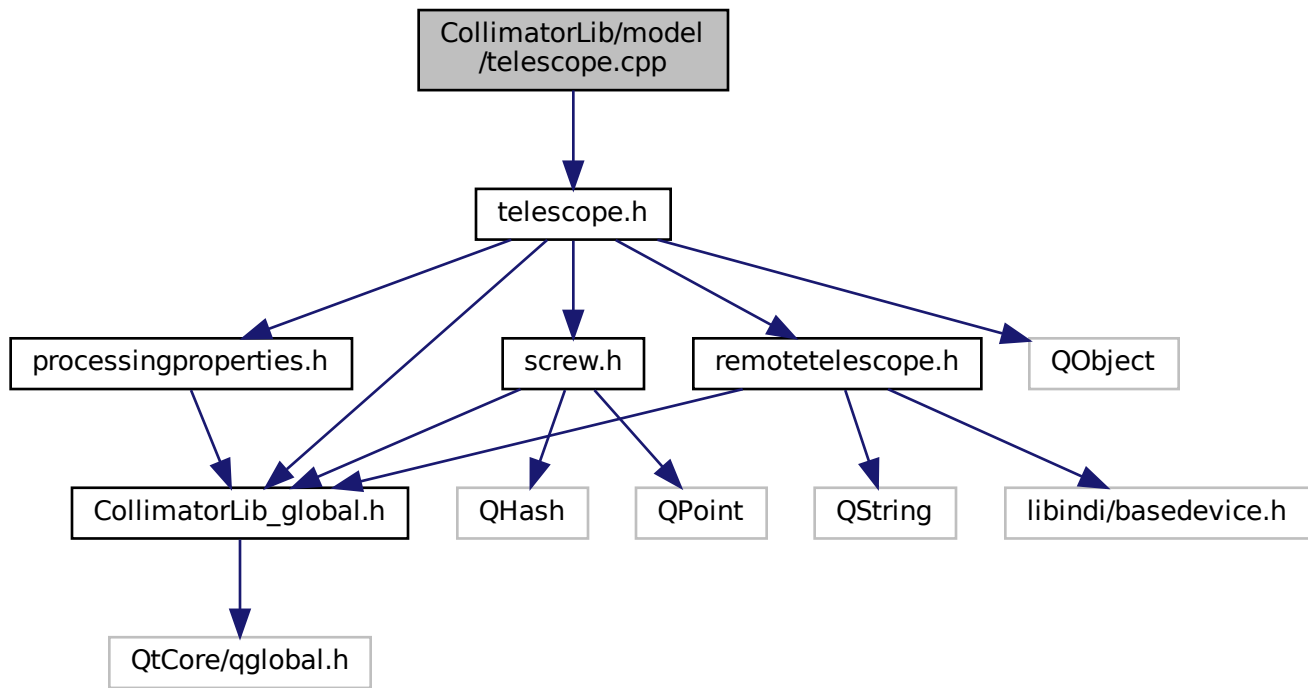 CollimatorLib/model
/telescope.cpp
telescope.h
processingproperties.h
screw.h
remotetelescope.h
QObject
CollimatorLib_global.h
QHash
QPoint
QString
libindi/basedevice.h
QtCore/qglobal.h